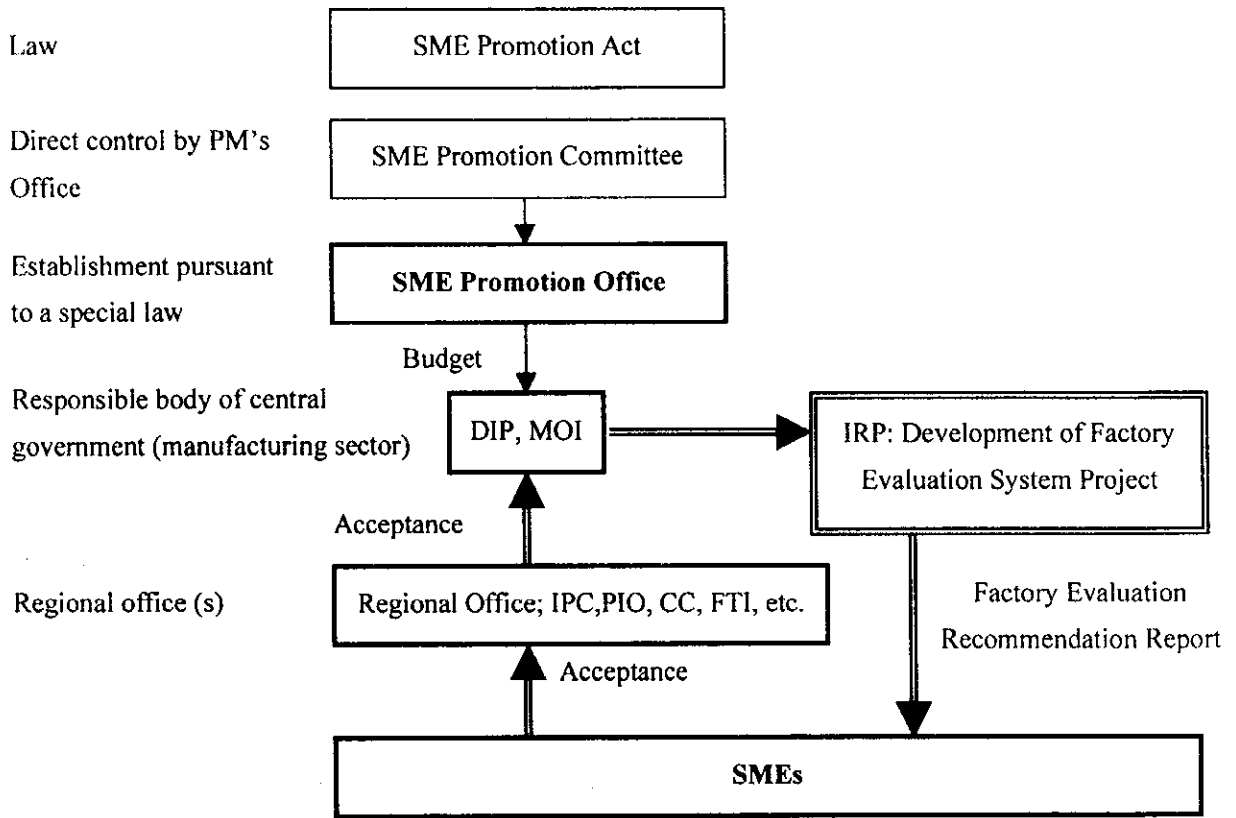 Law
SME Promotion Act
Direct control by PM's
Office
SME Promotion Committee
Establishment pursuant
to a special law
SME Promotion Office
Budget
Responsible body of central
government (manufacturing sector)
DIP, MOI
IRP: Development of Factory
Evaluation System Project
Acceptance
Regional office (s)
Regional Office; IPC,PIO, CC, FTI, etc.
Factory Evaluation
Recommendation Report
Acceptance
SMEs